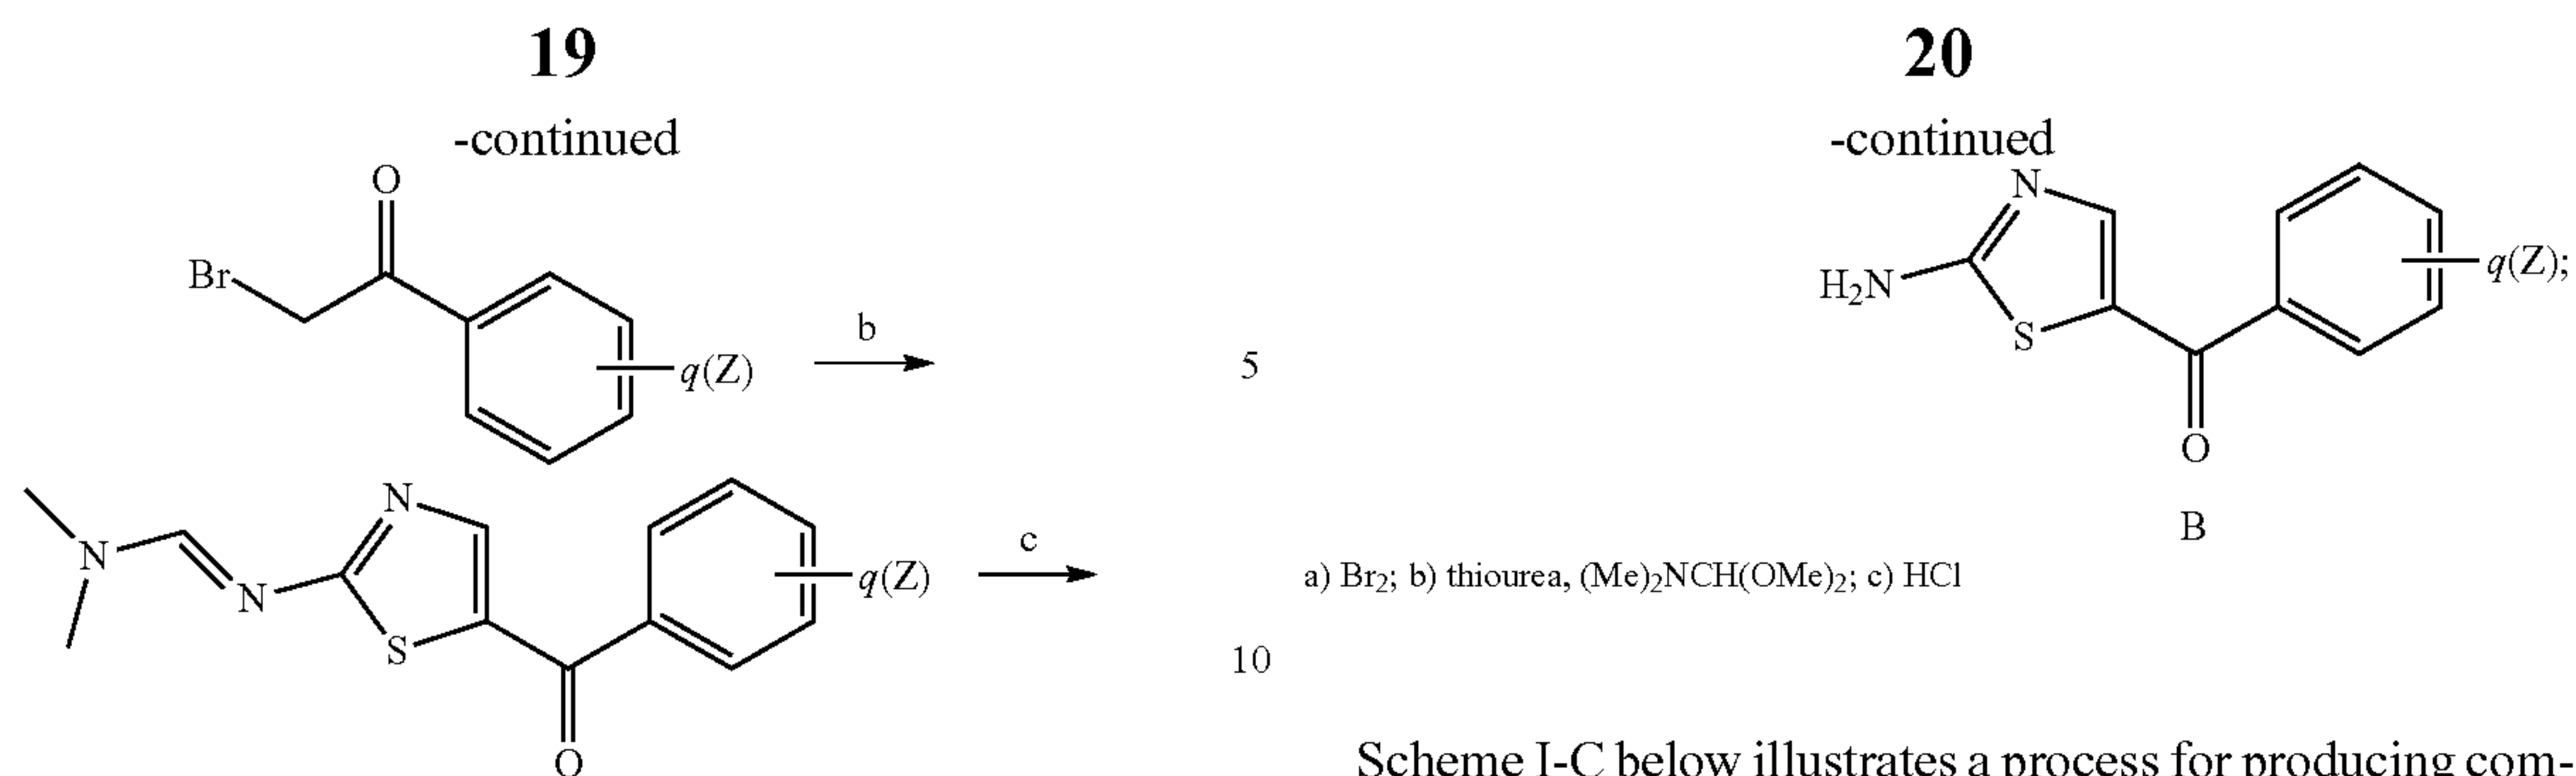 19
-continued
O
Br
q(Z)
b
N
N
N
S
O
q(Z)
c
5
10
20
-continued
N
H₂N
S
O
q(Z);
B
a) Br₂; b) thiourea, (Me)₂NCH(OMe)₂; c) HCl
Scheme I-C below illustrates a process for producing com-